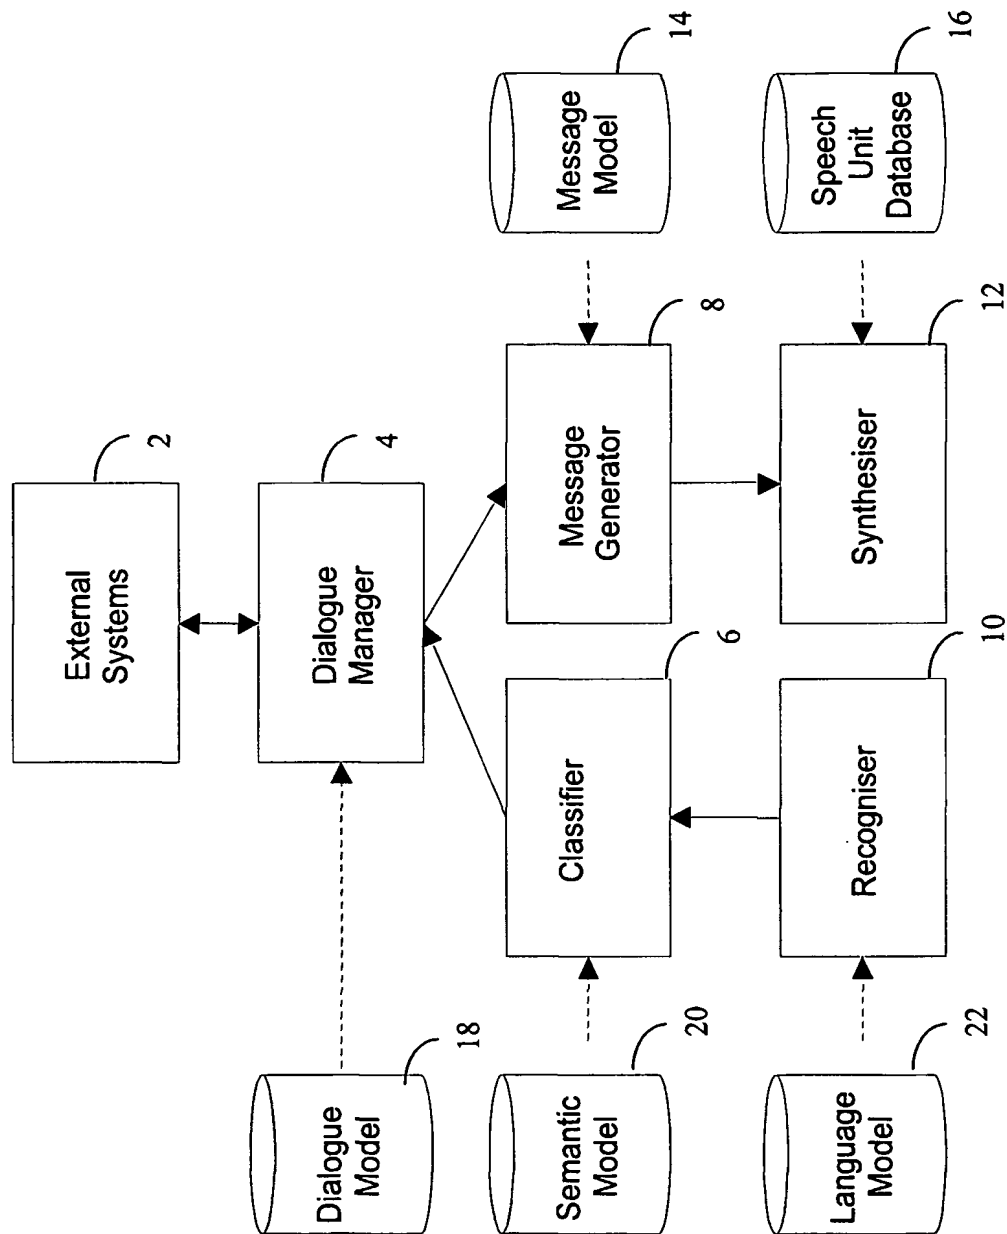 External
Systems
2
Dialogue
Model
18
Dialogue
Manager
4
Semantic
Model
20
Classifier
6
Message
Generator
8
Message
Model
14
Language
Model
22
Recogniser
10
Synthesiser
12
Speech
Unit
Database
16